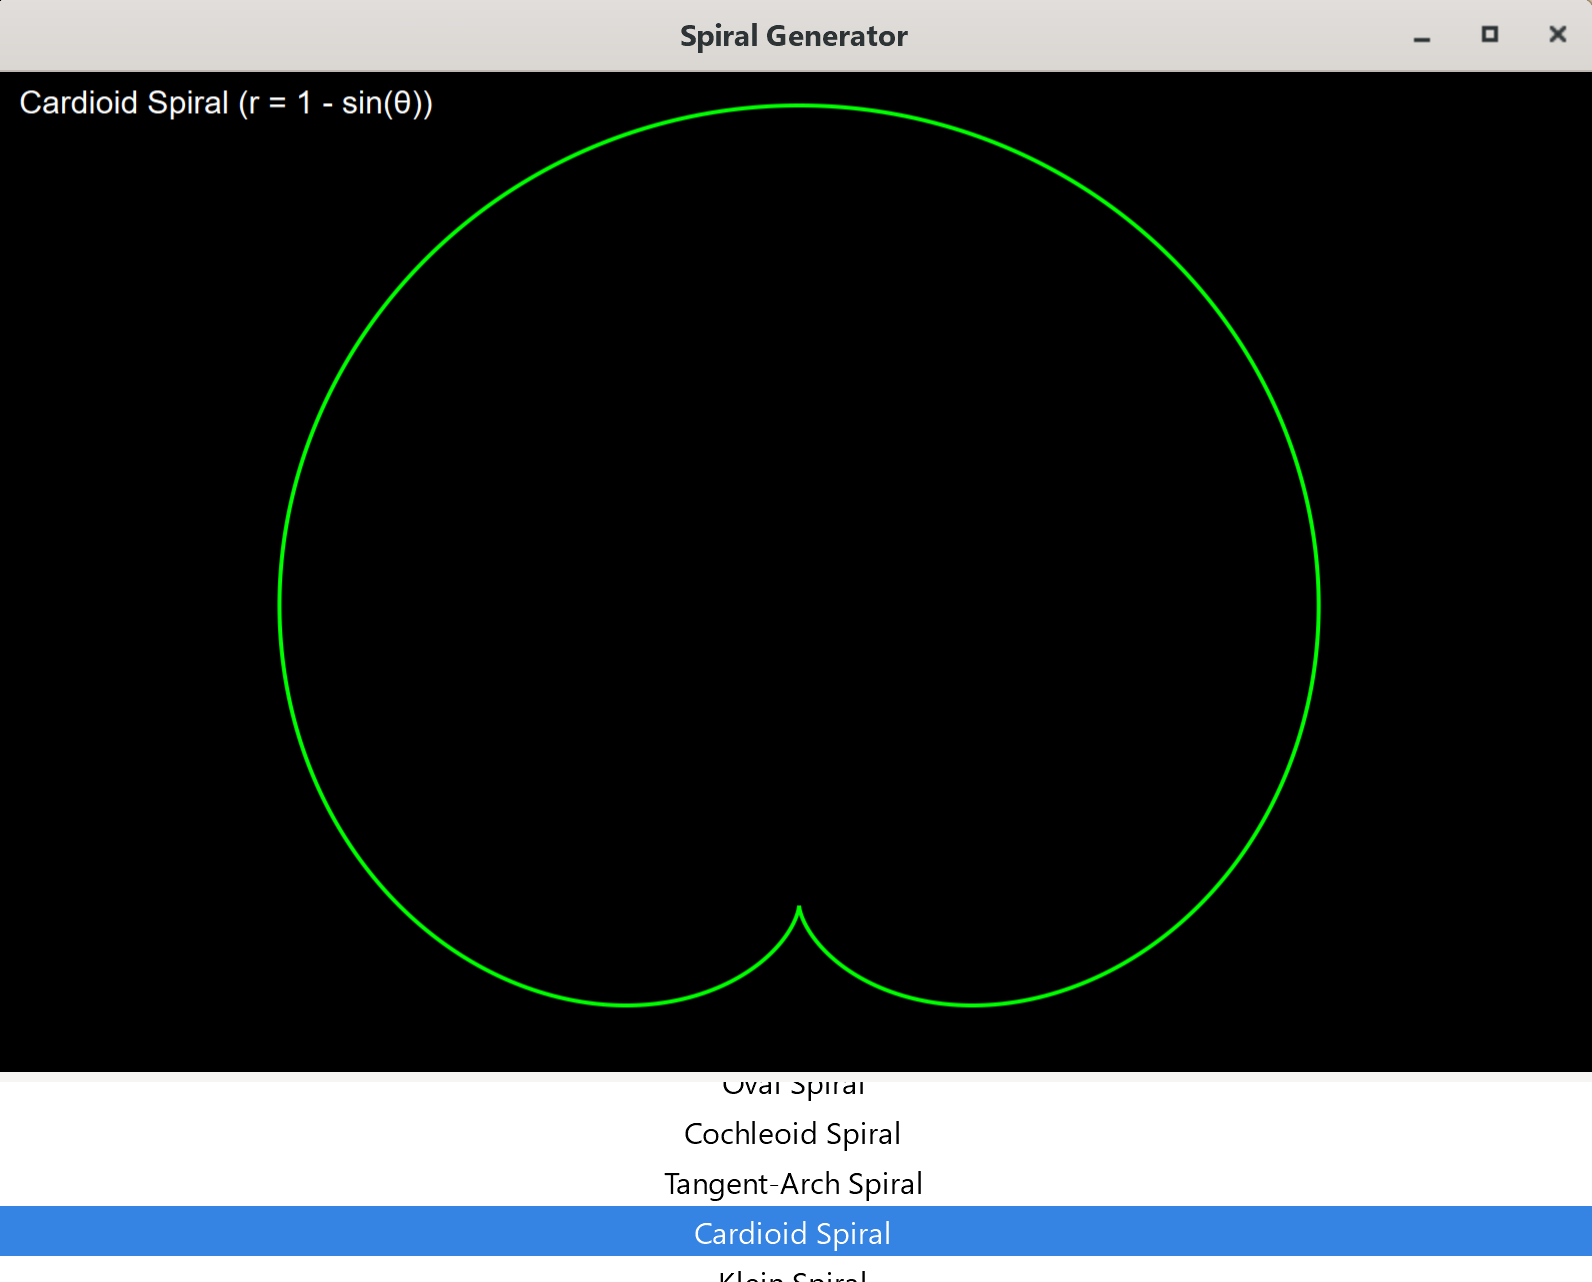 Spiral Generator
Cardioid Spiral (r = 1 - sin(θ))
Oval Spiral
Cochleoid Spiral
Tangent-Arch Spiral
Cardioid Spiral
Klein Spiral